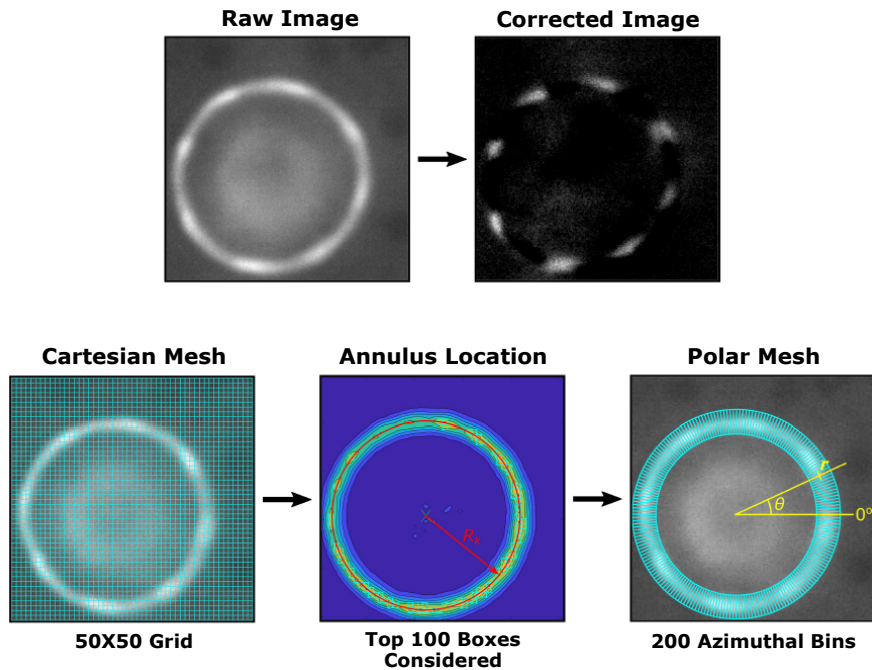 Raw Image
Corrected Image
Cartesian Mesh
Annulus Location
Polar Mesh
Rₛ
r
θ
0°
50X50 Grid
Top 100 Boxes
Considered
200 Azimuthal Bins